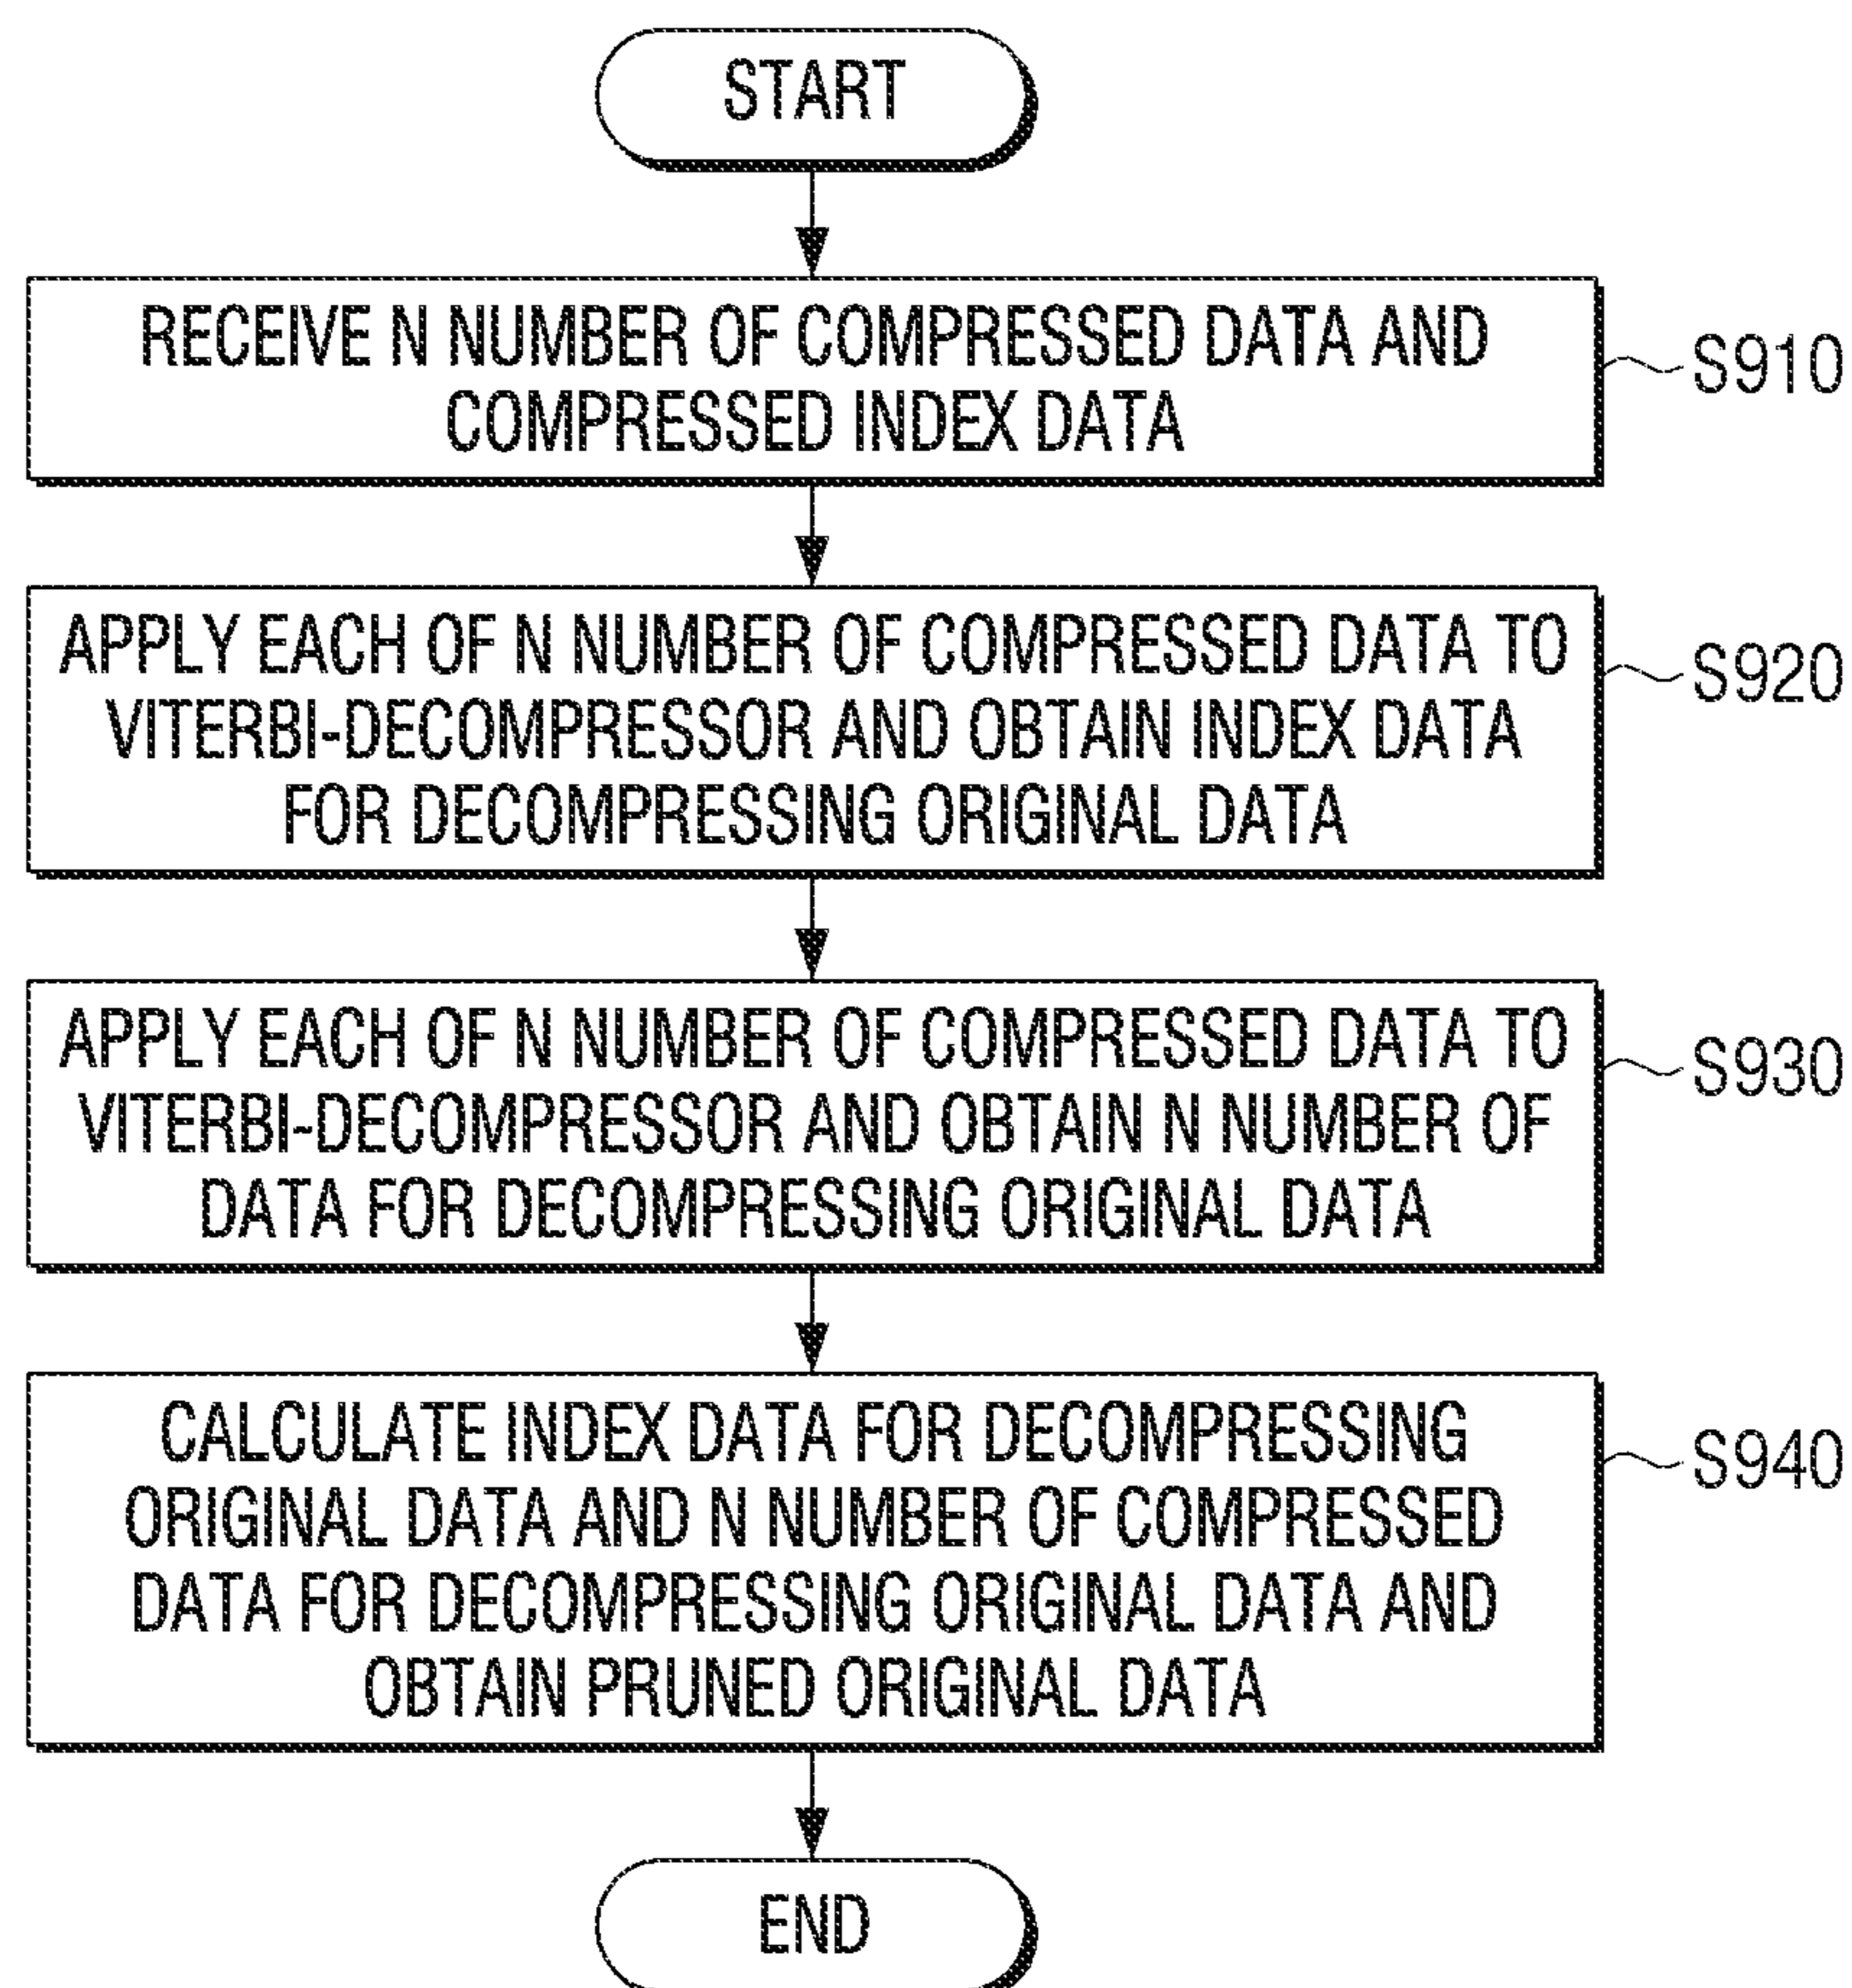 START
RECEIVE N NUMBER OF COMPRESSED DATA AND
COMPRESSED INDEX DATA
S910
APPLY EACH OF N NUMBER OF COMPRESSED DATA TO
VITERBI-DECOMPRESSOR AND OBTAIN INDEX DATA
FOR DECOMPRESSING ORIGINAL DATA
S920
APPLY EACH OF N NUMBER OF COMPRESSED DATA TO
VITERBI-DECOMPRESSOR AND OBTAIN N NUMBER OF
DATA FOR DECOMPRESSING ORIGINAL DATA
S930
CALCULATE INDEX DATA FOR DECOMPRESSING
ORIGINAL DATA AND N NUMBER OF COMPRESSED
DATA FOR DECOMPRESSING ORIGINAL DATA AND
OBTAIN PRUNED ORIGINAL DATA
S940
END